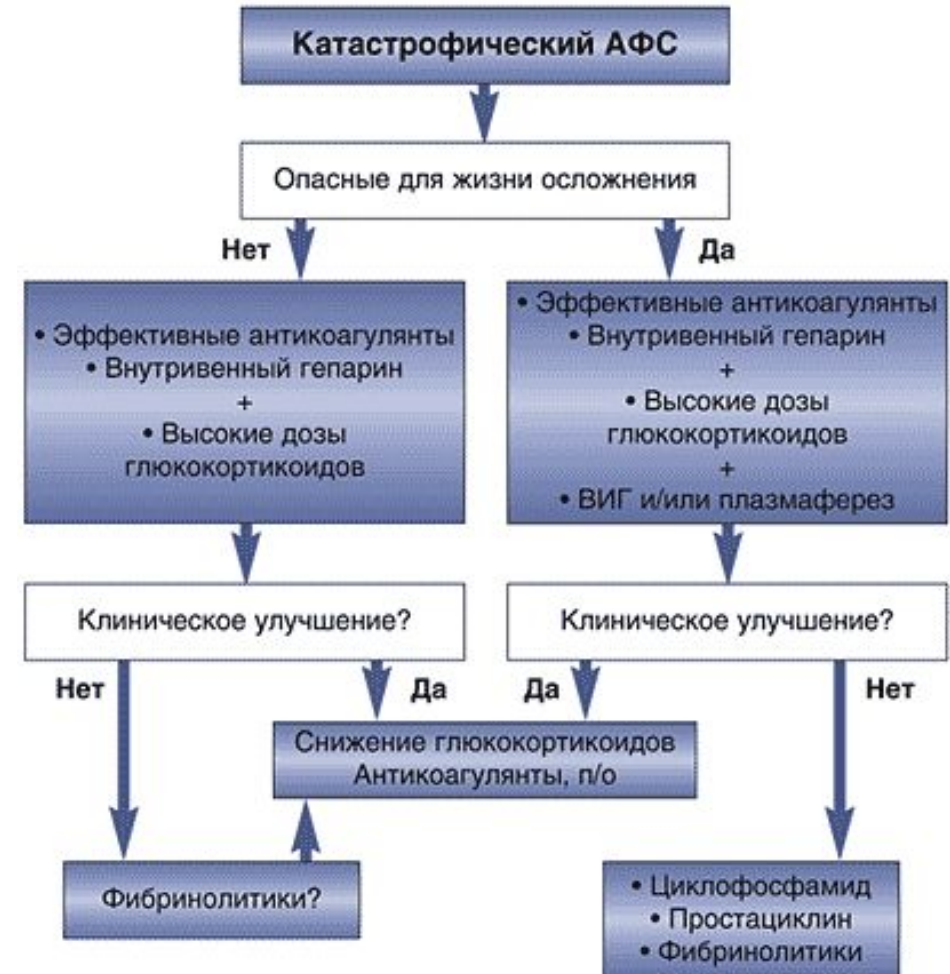 Катастрофический АФС
Опасные для жизни осложнения
Нет
Да
• Эффективные антикоагулянты
• Внутривенный гепарин
+
• Высокие дозы
глюкокортикоидов
• Эффективные антикоагулянты
• Внутривенный гепарин
+
• Высокие дозы
глюкокортикоидов
+
• ВИГ и/или плазмаферез
Клиническое улучшение?
Клиническое улучшение?
Нет
Да
Да
Нет
Снижение глюкокортикоидов
Антикоагулянты, п/о
Фибринолитики?
• Циклофосфамид
• Простациклин
• Фибринолитики